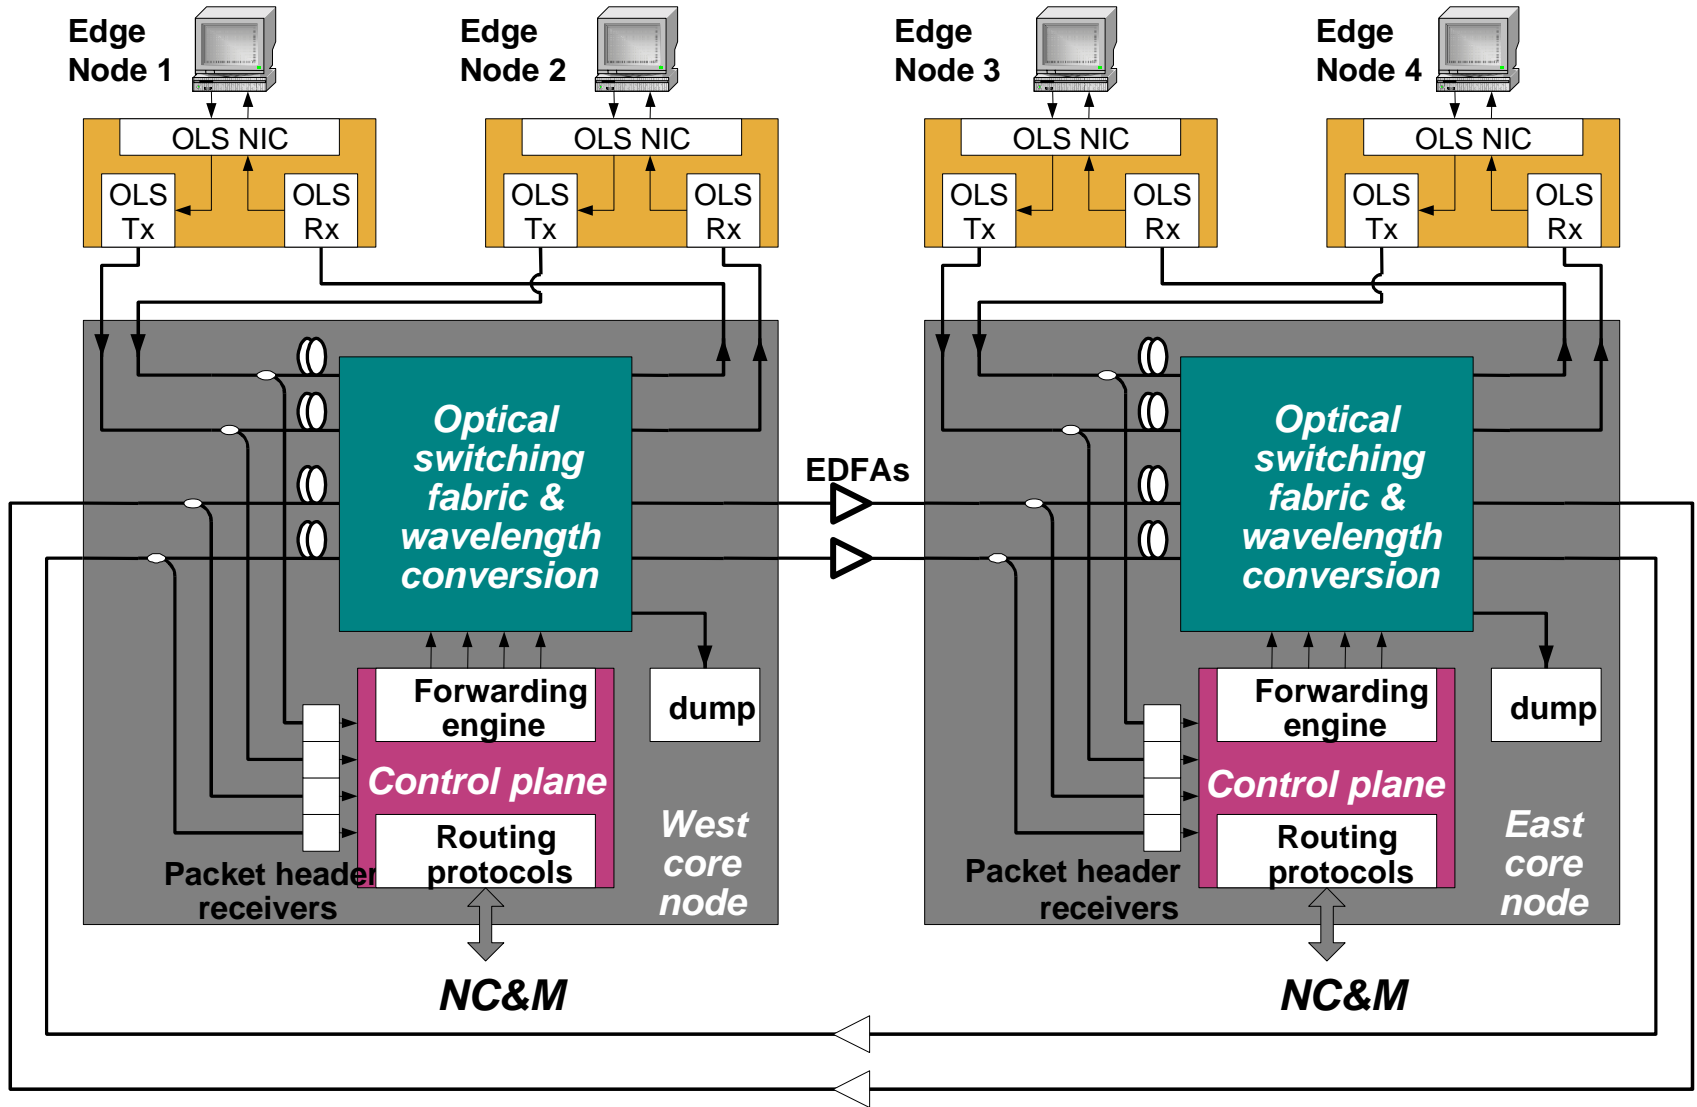 Edge
Node 1
Edge
Node 2
Edge
Node 3
Edge
Node 4
OLS NIC
OLS NIC
OLS NIC
OLS NIC
OLS
Tx
OLS
Rx
OLS
Tx
OLS
Rx
OLS
Tx
OLS
Rx
OLS
Tx
OLS
Rx
Optical
switching
fabric &
wavelength
conversion
EDFAs
Optical
switching
fabric &
wavelength
conversion
Forwarding
engine
dump
Control plane
Routing
protocols
West
core
node
Packet header
receivers
Forwarding
engine
dump
Control plane
Routing
protocols
East
core
node
Packet header
receivers
NC&M
NC&M